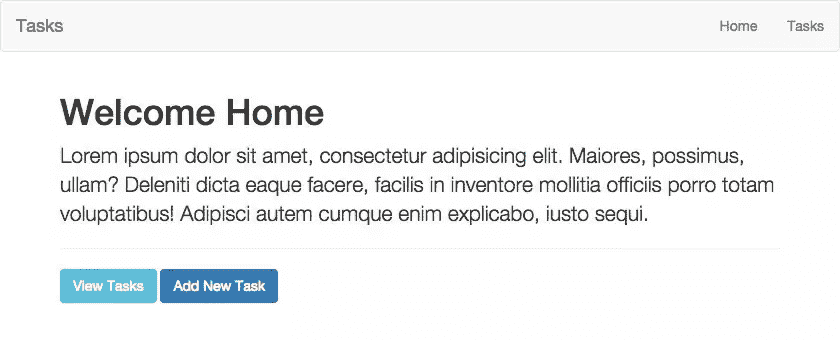 Tasks Home Tasks
Welcome Home
Lorem ipsum dolor sit amet, consectetur adipisicing elit. Maiores, possimus,
ullam? Deleniti dicta eaque facere, facilis in inventore mollitia officiis porro totam
voluptatibus! Adipisci autem cumque enim explicabo, iusto sequi.
View Tasks Add New Task